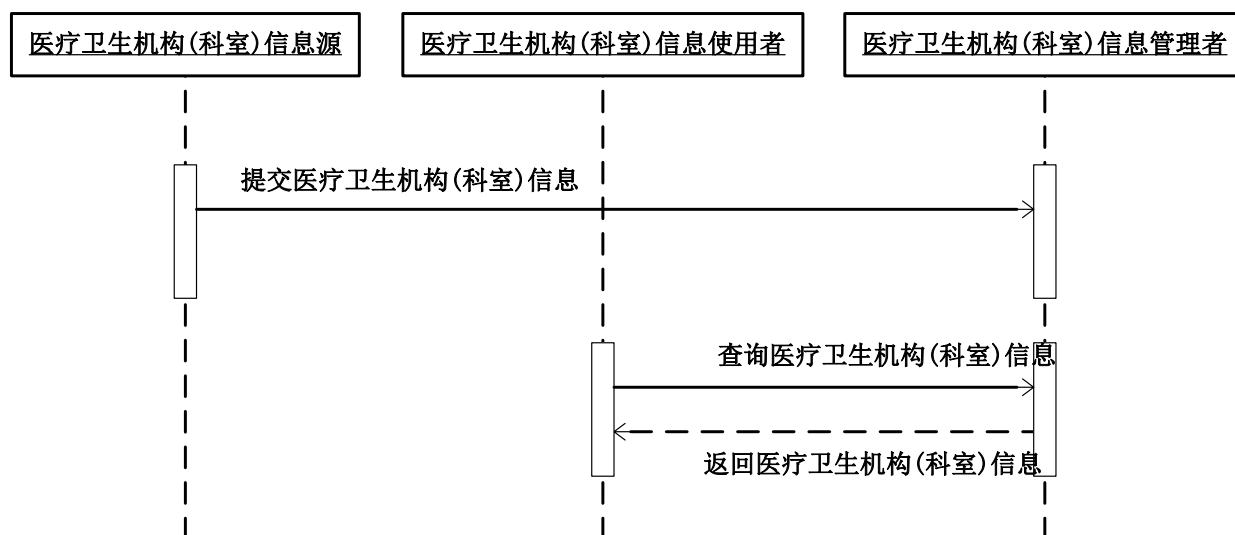 医疗卫生机构(科室)信息源
医疗卫生机构(科室)信息使用者
医疗卫生机构(科室)信息管理者
提交医疗卫生机构(科室)信息
查询医疗卫生机构(科室)信息
返回医疗卫生机构(科室)信息